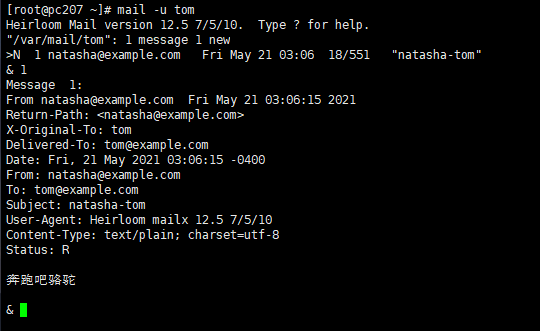 [root@pc207 ~]# mail -u tom
Heirloom Mail version 12.5 7/5/10.  Type ? for help.
"/var/mail/tom": 1 message 1 new
>N  1 natasha@example.com   Fri May 21 03:06  18/551   "natasha-tom"
& 1
Message  1:
From natasha@example.com  Fri May 21 03:06:15 2021
Return-Path: <natasha@example.com>
X-Original-To: tom
Delivered-To: tom@example.com
Date: Fri, 21 May 2021 03:06:15 -0400
From: natasha@example.com
To: tom@example.com
Subject: natasha-tom
User-Agent: Heirloom mailx 12.5 7/5/10
Content-Type: text/plain; charset=utf-8
Status: R

奔跑吧骆驼

&